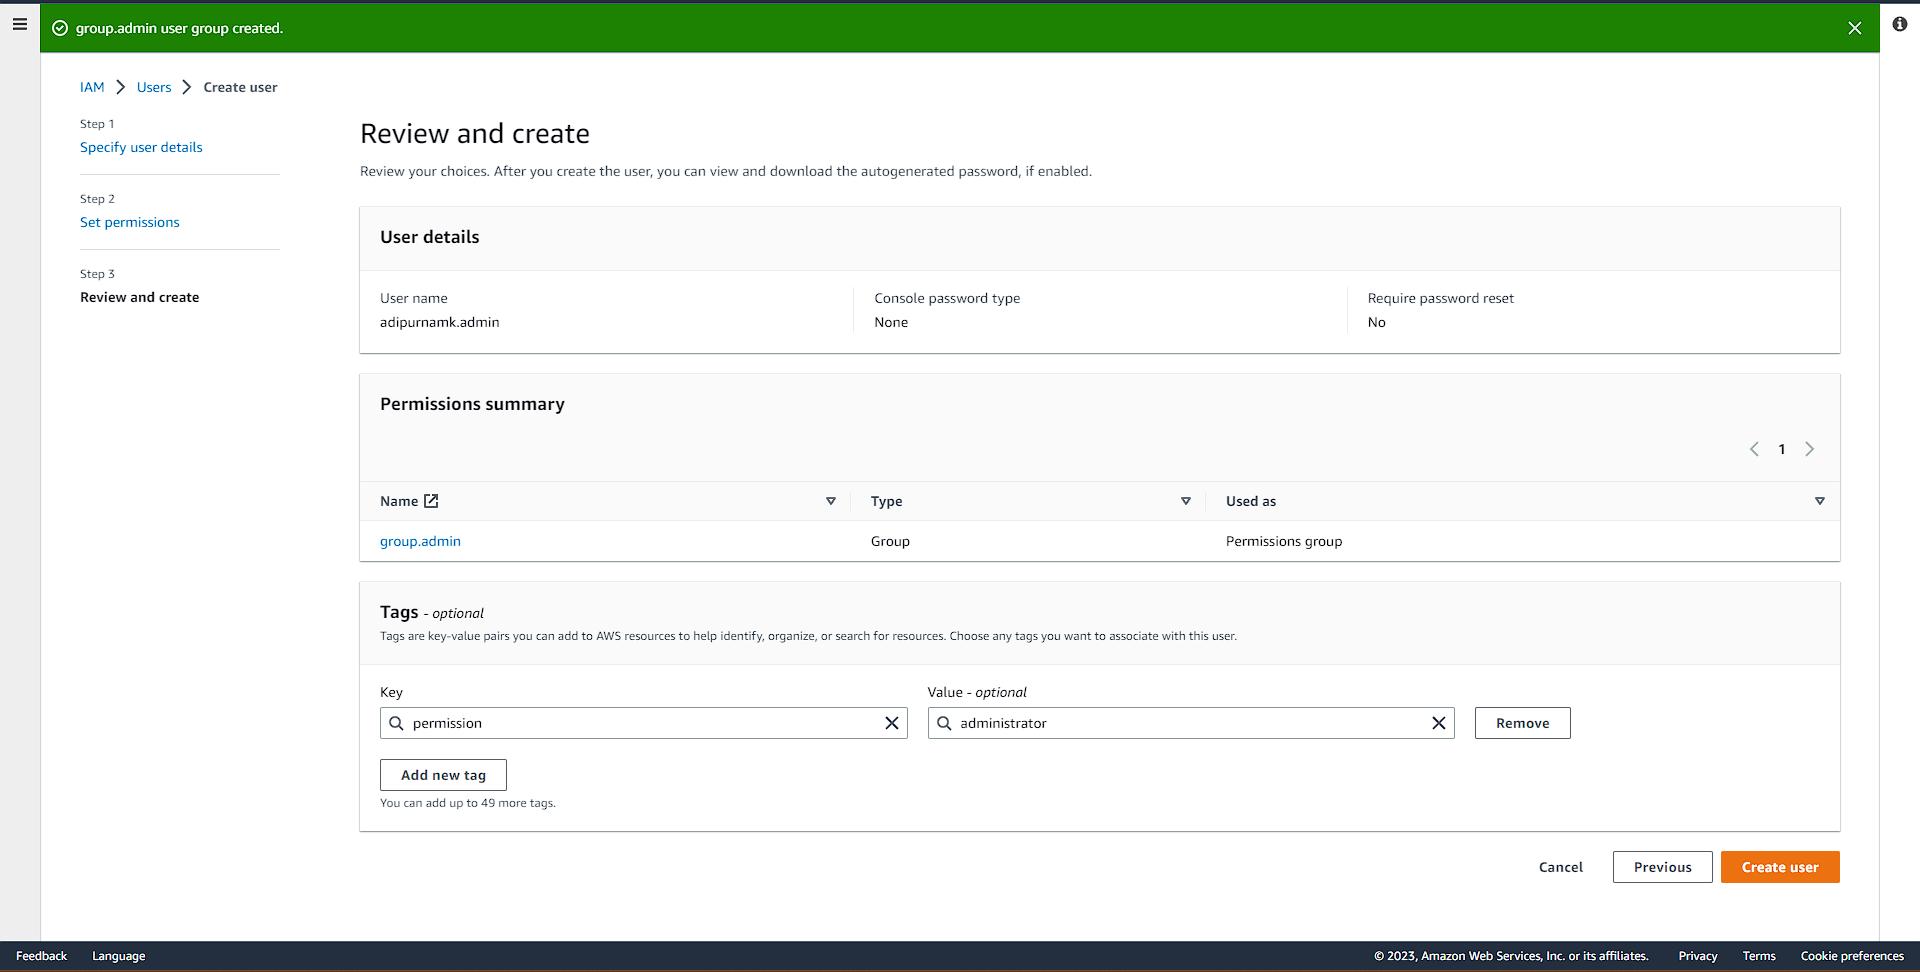 group.admin user group created.
IAM > Users > Create user
Step 1
Specify user details
Step 2
Set permissions
Step 3
Review and create
Review and create
Review your choices. After you create the user, you can view and download the autogenerated password, if enabled.
User details
User name
adipurnamk.admin
Console password type
None
Require password reset
No
Permissions summary
1
Name Type Used as
group.admin Group Permissions group
Tags - optional
Tags are key-value pairs you can add to AWS resources to help identify, organize, or search for resources. Choose any tags you want to associate with this user.
Key Value - optional
permission administrator Remove
Add new tag
You can add up to 49 more tags.
Cancel Previous Create user
Feedback Language © 2023, Amazon Web Services, Inc. or its affiliates. Privacy Terms Cookie preferences